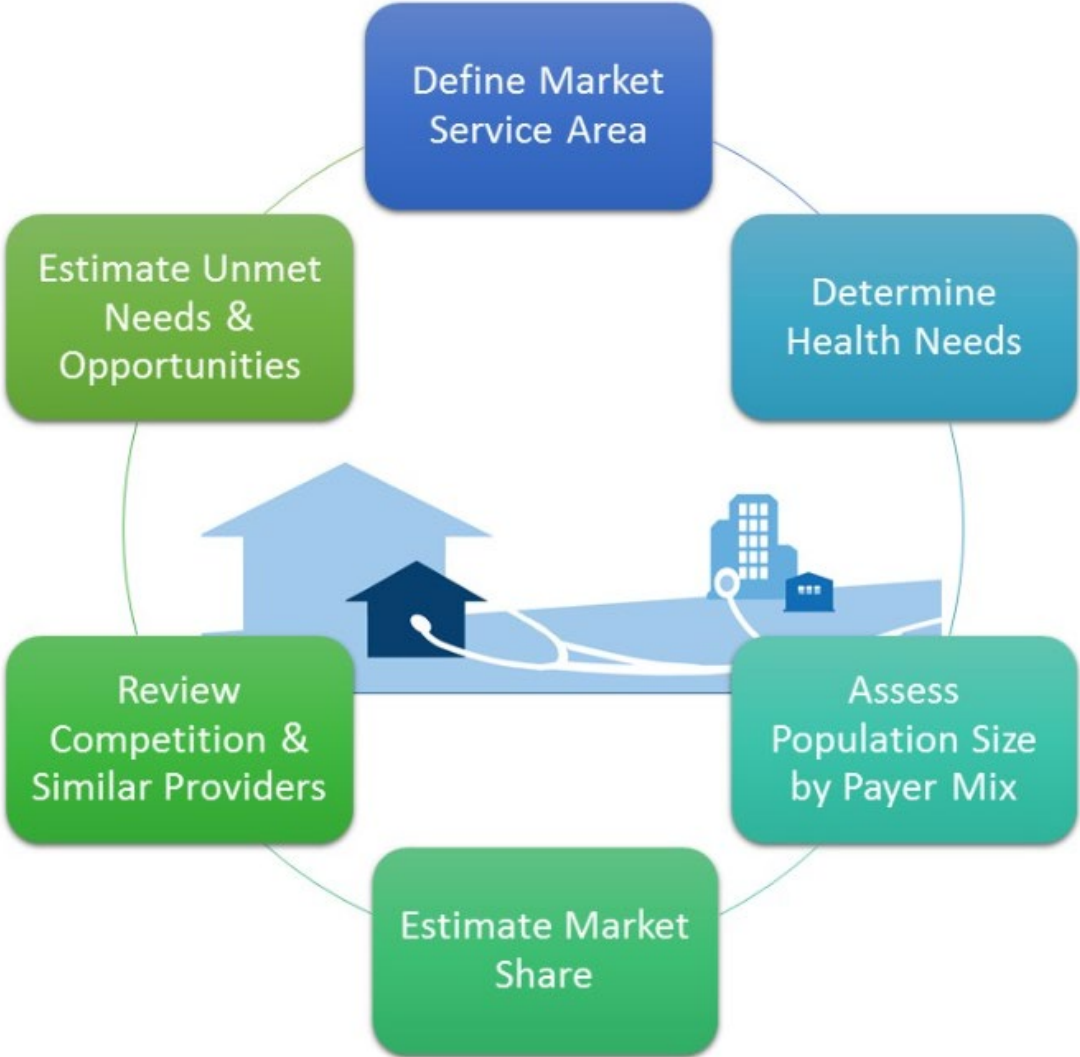 Define Market
Service Area
Determine
Health Needs
Assess
Population Size
by Payer Mix
Estimate Market
Share
Review
Competition &
Similar Providers
Estimate Unmet
Needs &
Opportunities